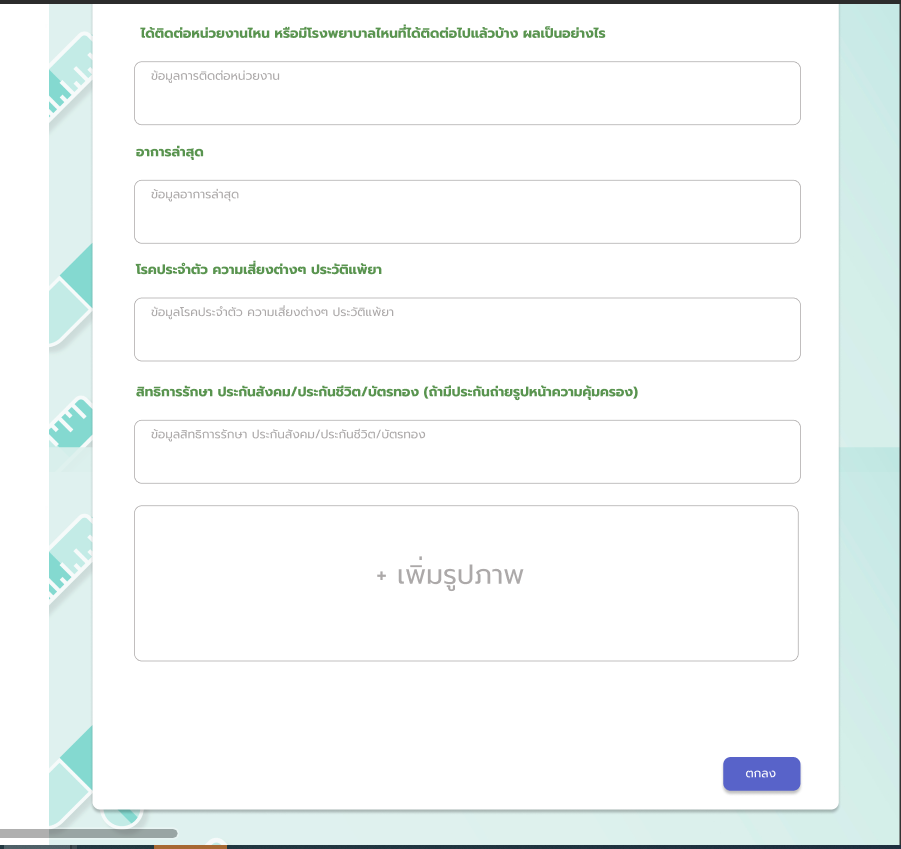 ได้ติดต่อหน่วยงานไหน หรือมีโรงพยาบาลไหนที่ได้ติดต่อไปแล้วบ้าง ผลเป็นอย่างไร
ข้อมูลการติดต่อหน่วยงาน
อาการล่าสุด
ข้อมูลอาการล่าสุด
โรคประจำตัว ความเสี่ยงต่างๆ ประวัติแพ้ยา
ข้อมูลโรคประจำตัว ความเสี่ยงต่างๆ ประวัติแพ้ยา
สิทธิการรักษา ประกันสังคม/ประกันชีวิต/บัตรทอง (ถ้ามีประกันถ่ายรูปหน้าความคุ้มครอง)
ข้อมูลสิทธิการรักษา ประกันสังคม/ประกันชีวิต/บัตรทอง
+ เพิ่มรูปภาพ
ตกลง